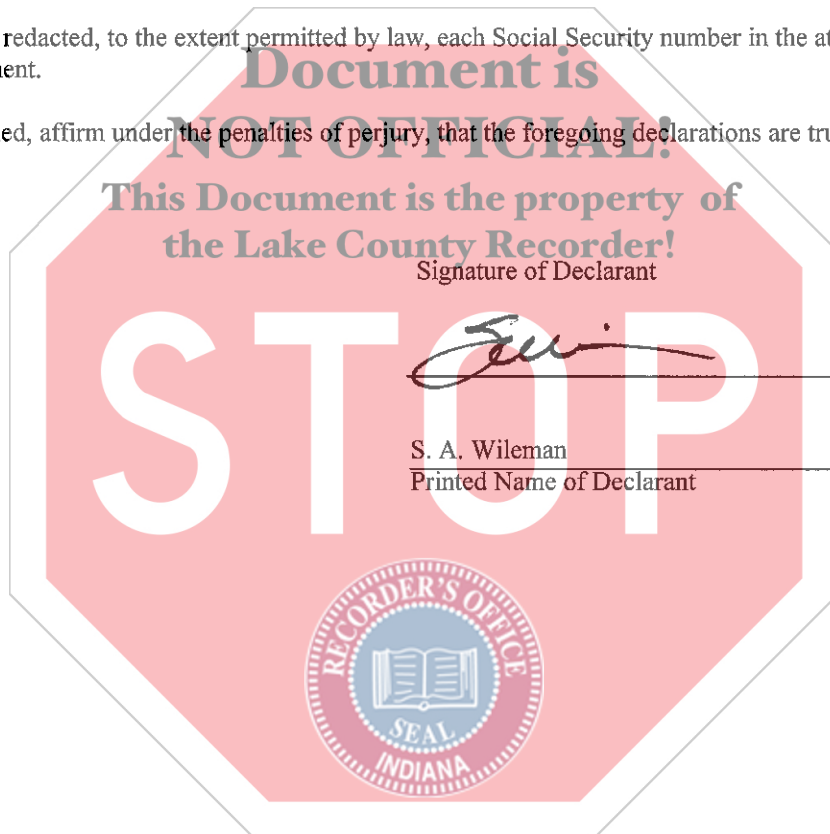 redacted, to the extent permitted by law, each Social Security number in the at
ent.
Document is
ed, affirm under the penalties of perjury, that the foregoing declarations are tru
NOT OFFICIAL!
This Document is the property of
the Lake County Recorder!
Signature of Declarant
S. A. Wileman
Printed Name of Declarant
STOP
RECORDER'S OFFICE
SEAL
INDIANA